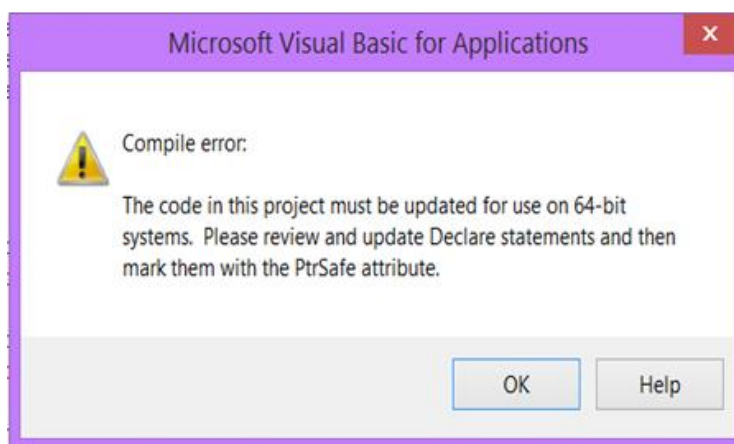 Microsoft Visual Basic for Applications
x
Compile error:
The code in this project must be updated for use on 64-bit
systems.  Please review and update Declare statements and then
mark them with the PtrSafe attribute.
OK
Help